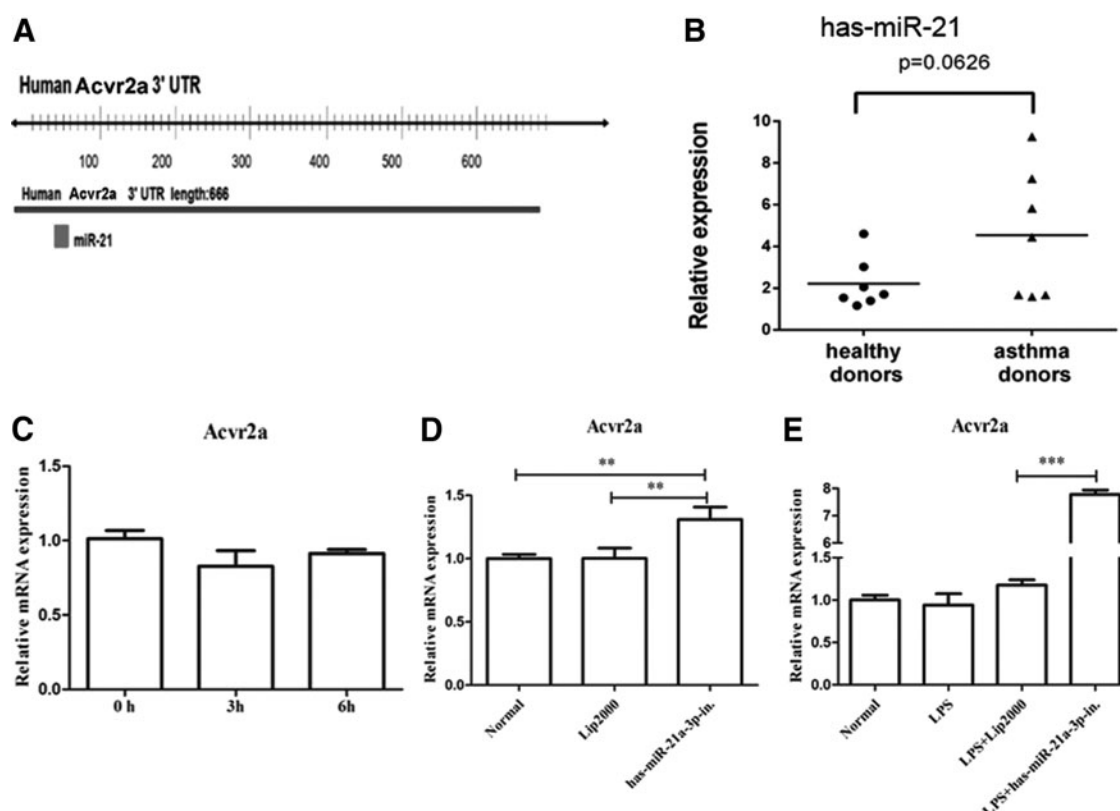 A
Human Acvr2a 3' UTR
100 200 300 400 500 600
Human Acvr2a 3' UTR length:666
miR-21
B
has-miR-21
p=0.0626
Relative expression
10
8
6
4
2
0
healthy donors
asthma donors
C
Acvr2a
Relative mRNA expression
1.5
1.0
0.5
0.0
0 h 3h 6h
D
Acvr2a
**
**
Relative mRNA expression
1.5
1.0
0.5
0.0
Normal
Lip2000
has-miR-21a-3p-in.
E
Acvr2a
***
Relative mRNA expression
8
7
6
1.5
1.0
0.5
0.0
Normal
LPS
LPS+Lip2000
LPS+has-miR-21a-3p-in.